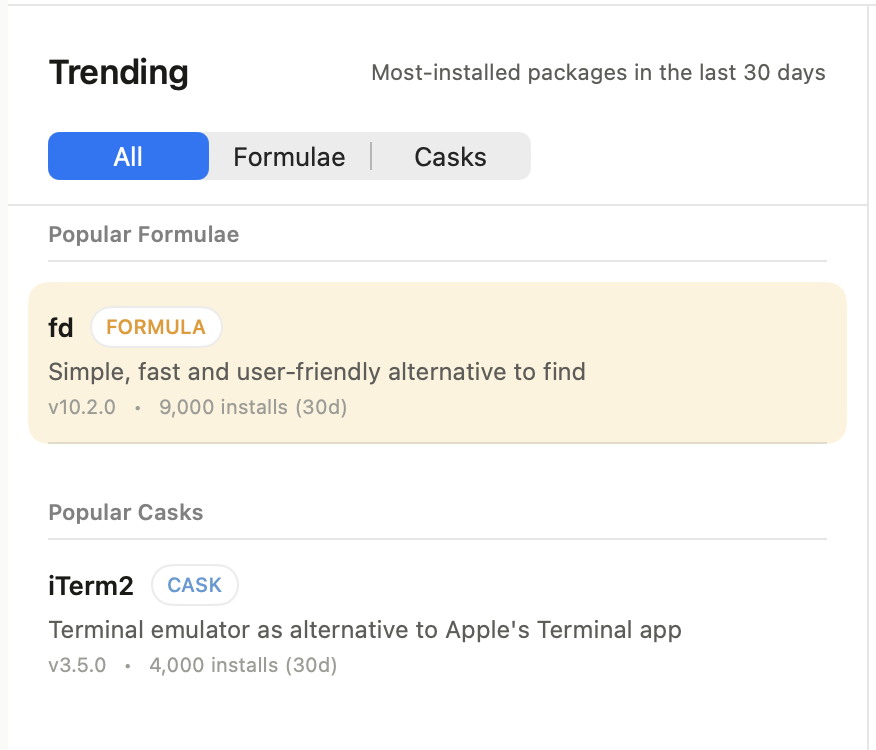 Trending
Most-installed packages in the last 30 days
All
Formulae
Casks
Popular Formulae
fd FORMULA
Simple, fast and user-friendly alternative to find
v10.2.0 • 9,000 installs (30d)
Popular Casks
iTerm2 CASK
Terminal emulator as alternative to Apple's Terminal app
v3.5.0 • 4,000 installs (30d)